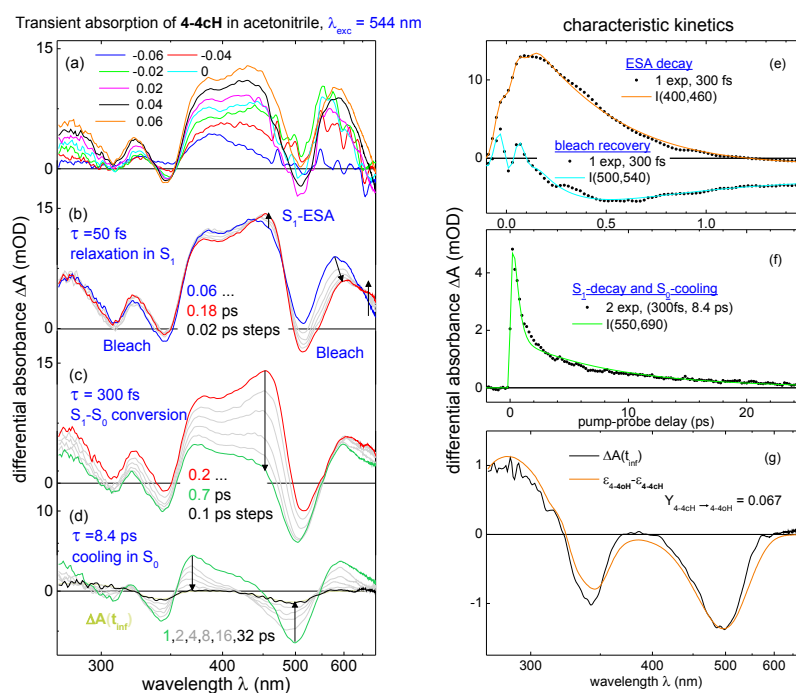 Transient absorption of 4-4cH in acetonitrile, λexc = 544 nm
characteristic kinetics
differential absorbance ΔA (mOD)
15
(a)
-0.06
-0.04
-0.02
0
0.02
0.04
0.06
0
15
(b)
τ =50 fs
relaxation in S1
S1-ESA
0.06 ...
0.18 ps
0.02 ps steps
0
Bleach
Bleach
15
(c)
τ = 300 fs
S1-S0 conversion
0.2 ...
0.7 ps
0.1 ps steps
0
10
(d)
τ =8.4 ps
cooling in S0
0
ΔA(tinf)
1,2,4,8,16,32 ps
300
400
500
600
wavelength λ (nm)
differential absorbance ΔA (mOD)
10
0
(e)
ESA decay
1 exp, 300 fs
I(400,460)
bleach recovery
1 exp, 300 fs
I(500,540)
0.0
0.5
1.0
(f)
4
2
0
S1-decay and S0-cooling
2 exp, (300fs, 8.4 ps)
I(550,690)
0
10
20
pump-probe delay (ps)
(g)
1
0
-1
ΔA(tinf)
ε4-4oH-ε4-4cH
Y4-4cH→4-4oH = 0.067
300
400
500
600
wavelength λ (nm)